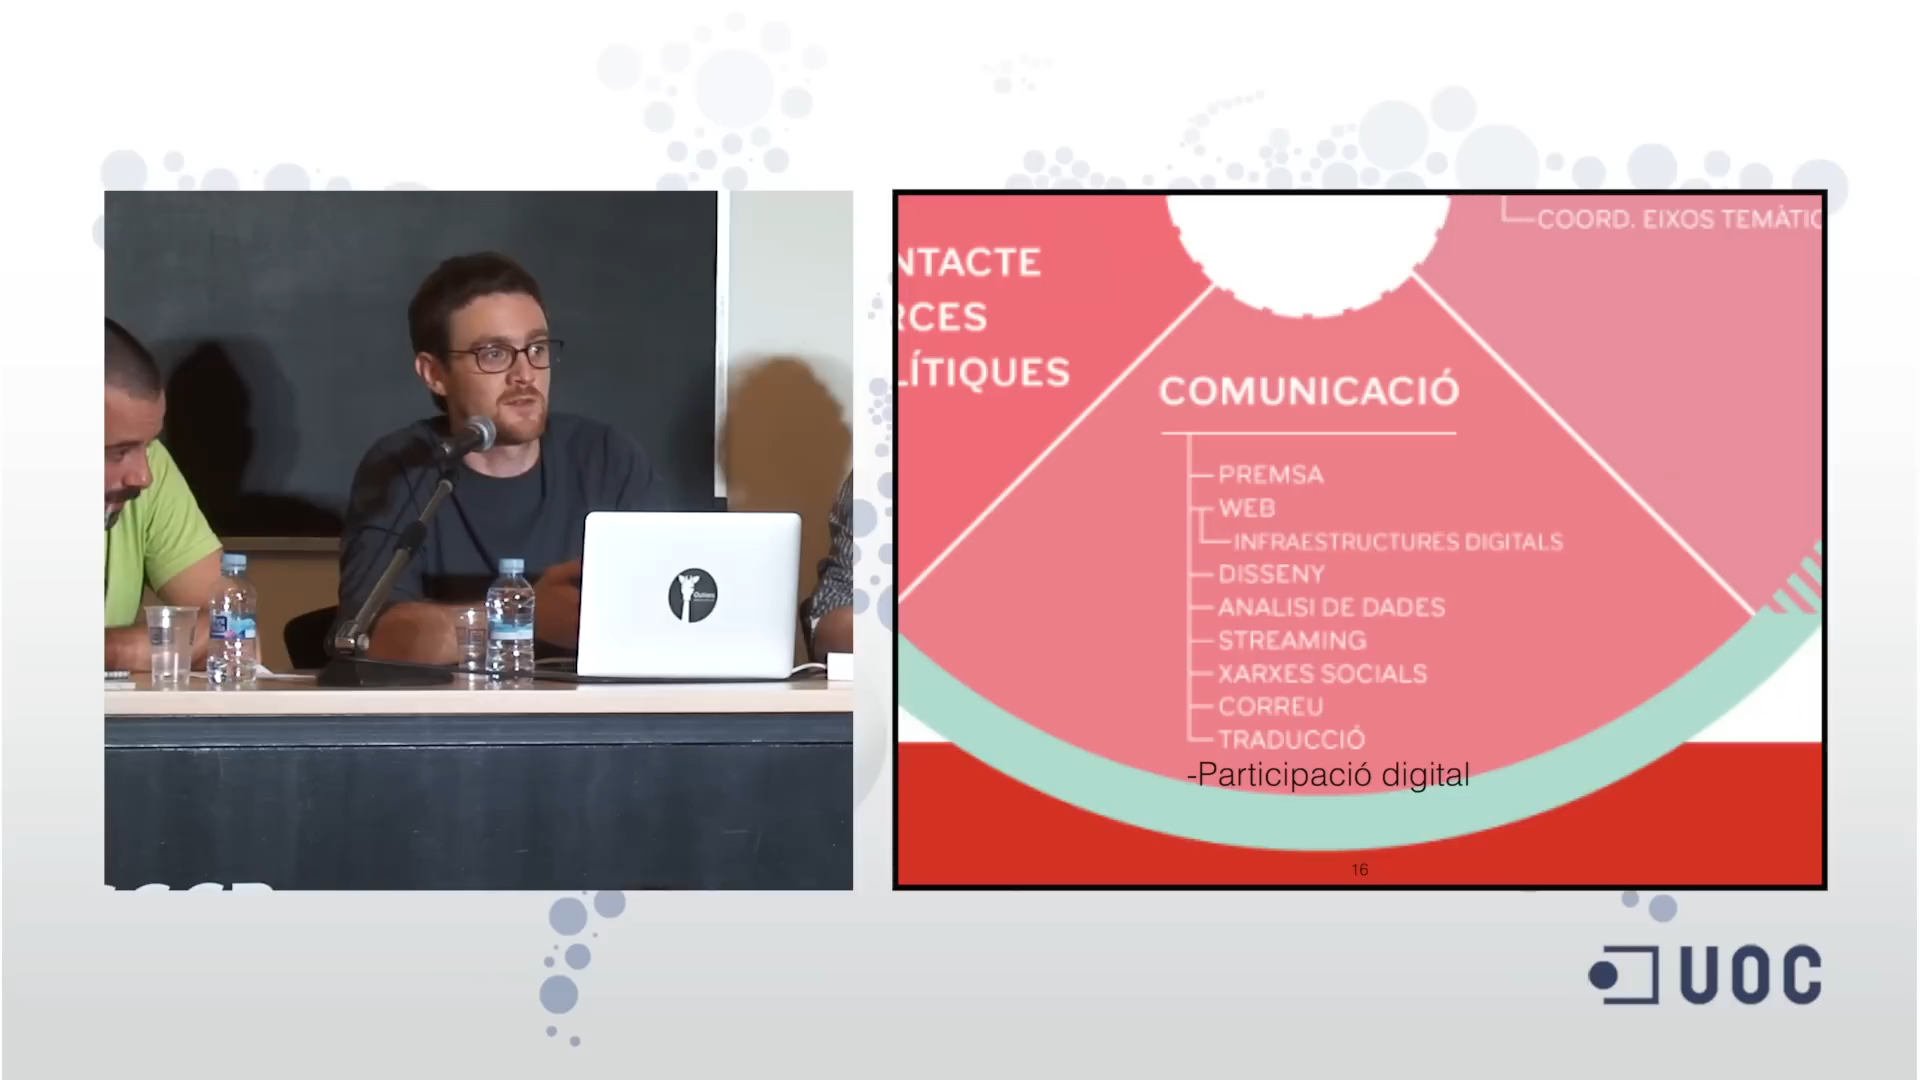 COORD. EIXOS TEMÀTIC
NTACTE
RCES
LÍTIQUES
COMUNICACIÓ
PREMSA
WEB
INFRAESTRUCTURES DIGITALS
DISSENY
ANALISI DE DADES
STREAMING
XARXES SOCIALS
CORREU
TRADUCCIÓ
-Participació digital
16
UOC